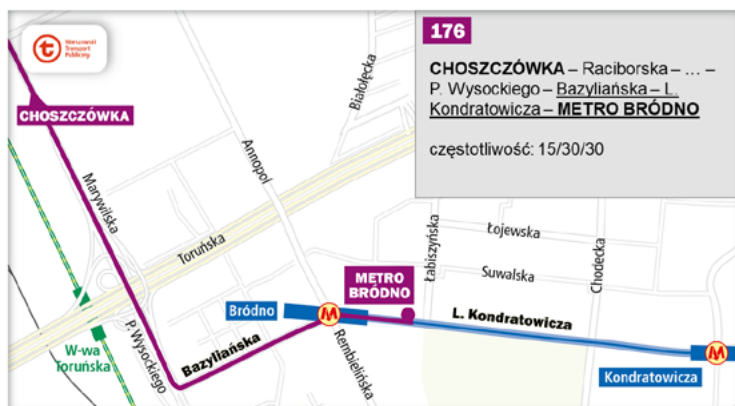 Warszawski
Transport
Publiczny
176
CHOSZCZÓWKA – Raciborska – ... –
P. Wysockiego – Bazyliańska – L.
Kondratowicza – METRO BRÓDNO
częstotliwość: 15/30/30
CHOSZCZÓWKA
Białołęcka
Annopol
Marywilska
Toruńska
Łabiszyńska
Łojewska
Suwalska
Chodecka
METRO
BRÓDNO
Bródno
M
L. Kondratowicza
W-wa
Toruńska
P. Wysockiego
Bazyliańska
Rembielińska
M
Kondratowicza